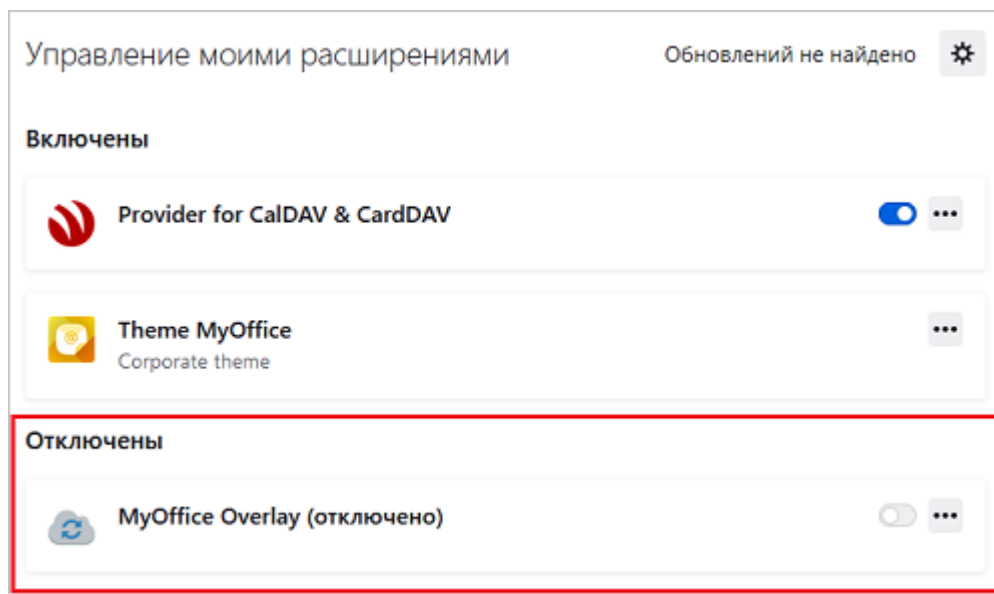 Управление моими расширениями
Обновлений не найдено
Включены
Provider for CalDAV & CardDAV
Theme MyOffice
Corporate theme
Отключены
MyOffice Overlay (отключено)